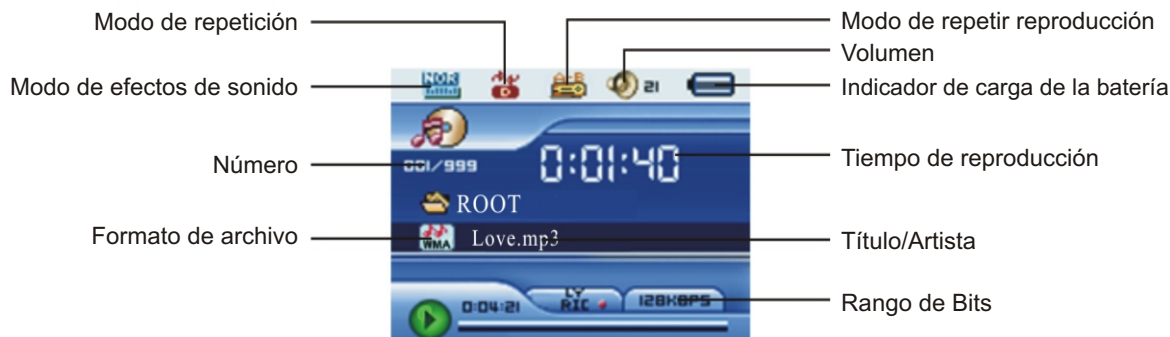 Modo de repetición
Modo de repetir reproducción
Volumen
Modo de efectos de sonido
Indicador de carga de la batería
NOR
A-B
21
Número
001/999
0:01:40
Tiempo de reproducción
ROOT
Formato de archivo
WMA
Love.mp3
Título/Artista
0:04:21
LY
RIC
128KBPS
Rango de Bits